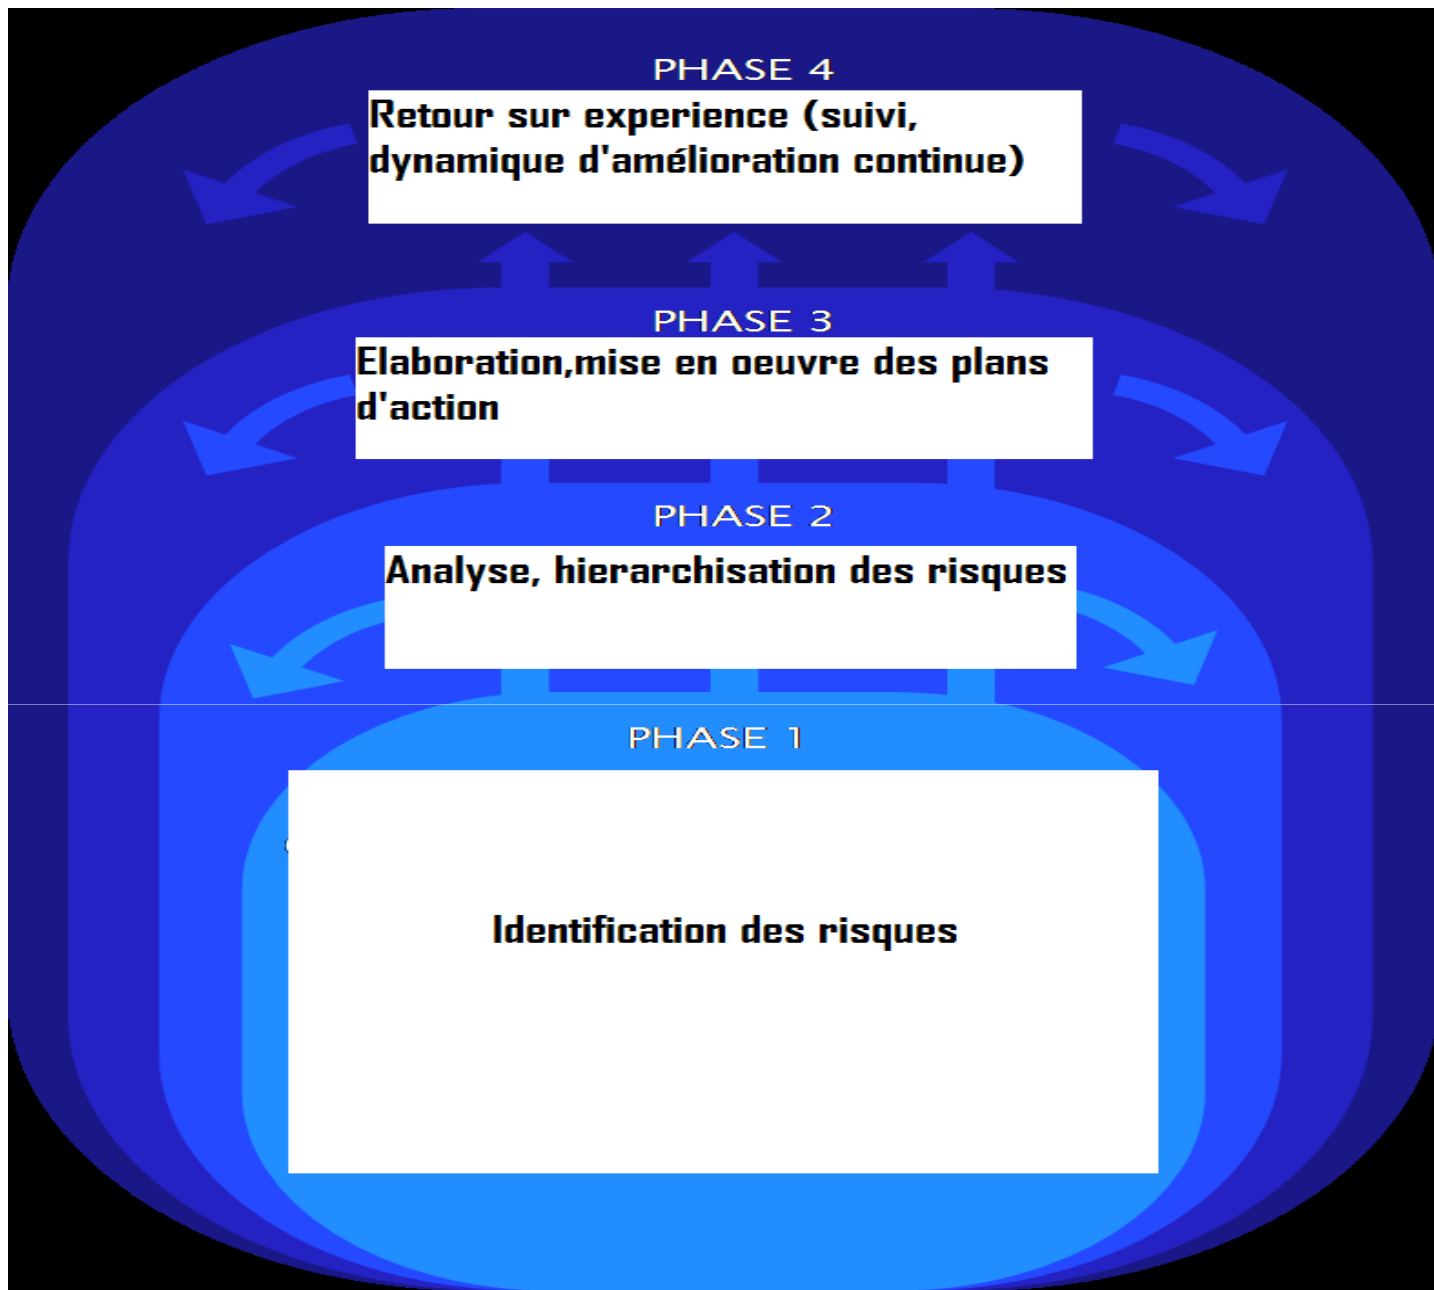 PHASE 4
Retour sur experience (suivi,
dynamique d'amélioration continue)
PHASE 3
Elaboration,mise en oeuvre des plans
d'action
PHASE 2
Analyse, hierarchisation des risques
PHASE 1
Identification des risques